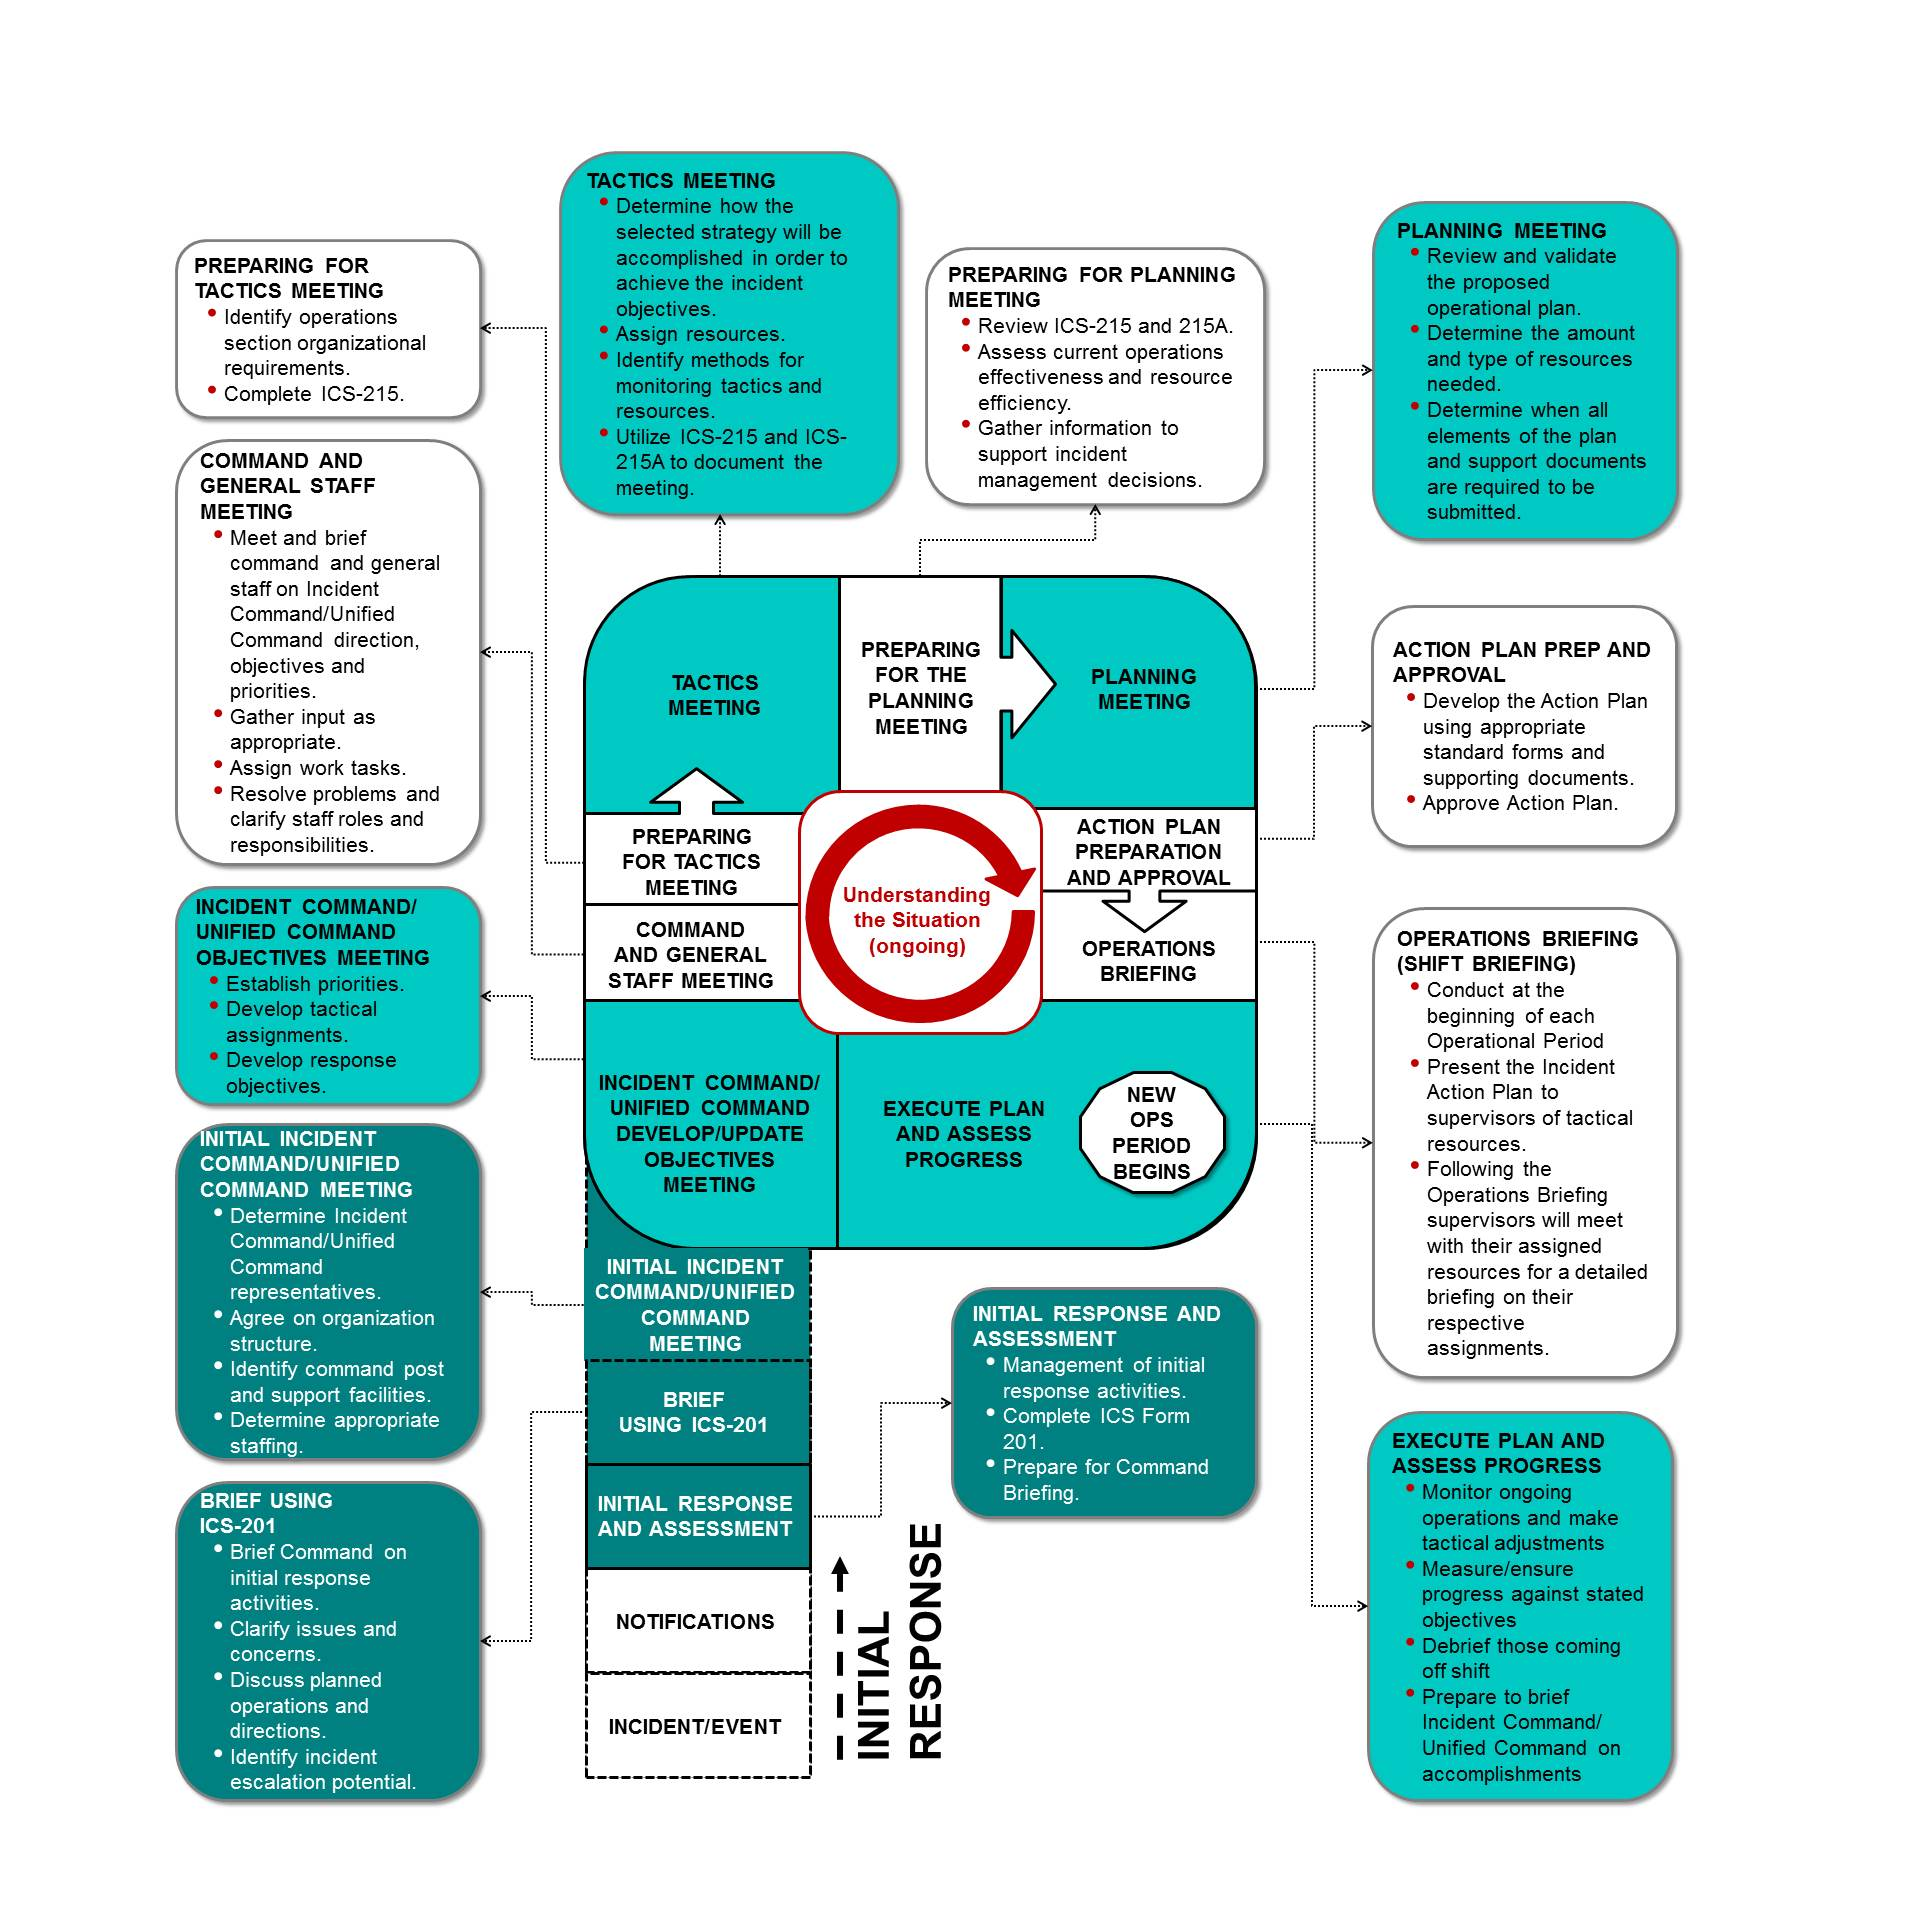 TACTICS MEETING
• Determine how the
selected strategy will be
accomplished in order to
achieve the incident
objectives.
• Assign resources.
• Identify methods for
monitoring tactics and
resources.
• Utilize ICS-215 and ICS-
215A to document the
meeting.
PLANNING MEETING
• Review and validate
the proposed
operational plan.
• Determine the amount
and type of resources
needed.
• Determine when all
elements of the plan
and support documents
are required to be
submitted.
PREPARING FOR
TACTICS MEETING
• Identify operations
section organizational
requirements.
• Complete ICS-215.
PREPARING FOR PLANNING
MEETING
• Review ICS-215 and 215A.
• Assess current operations
effectiveness and resource
efficiency.
• Gather information to
support incident
management decisions.
COMMAND AND
GENERAL STAFF
MEETING
• Meet and brief
command and general
staff on Incident
Command/Unified
Command direction,
objectives and
priorities.
• Gather input as
appropriate.
• Assign work tasks.
• Resolve problems and
clarify staff roles and
responsibilities.
TACTICS
MEETING
PREPARING
FOR THE
PLANNING
MEETING
PLANNING
MEETING
ACTION PLAN PREP AND
APPROVAL
• Develop the Action Plan
using appropriate
standard forms and
supporting documents.
• Approve Action Plan.
PREPARING
FOR TACTICS
MEETING
COMMAND
AND GENERAL
STAFF MEETING
Understanding
the Situation
(ongoing)
ACTION PLAN
PREPARATION
AND APPROVAL
OPERATIONS
BRIEFING
INCIDENT COMMAND/
UNIFIED COMMAND
OBJECTIVES MEETING
• Establish priorities.
• Develop tactical
assignments.
• Develop response
objectives.
OPERATIONS BRIEFING
(SHIFT BRIEFING)
• Conduct at the
beginning of each
Operational Period
• Present the Incident
Action Plan to
supervisors of tactical
resources.
• Following the
Operations Briefing
supervisors will meet
with their assigned
resources for a detailed
briefing on their
respective
assignments.
INCIDENT COMMAND/
UNIFIED COMMAND
DEVELOP/UPDATE
OBJECTIVES
MEETING
EXECUTE PLAN
AND ASSESS
PROGRESS
NEW
OPS
PERIOD
BEGINS
INITIAL INCIDENT
COMMAND/UNIFIED
COMMAND MEETING
• Determine Incident
Command/Unified
Command
representatives.
• Agree on organization
structure.
• Identify command post
and support facilities.
• Determine appropriate
staffing.
INITIAL INCIDENT
COMMAND/UNIFIED
COMMAND
MEETING
BRIEF
USING ICS-201
INITIAL RESPONSE
AND ASSESSMENT
NOTIFICATIONS
INCIDENT/EVENT
INITIAL
RESPONSE
INITIAL RESPONSE AND
ASSESSMENT
• Management of initial
response activities.
• Complete ICS Form
201.
• Prepare for Command
Briefing.
BRIEF USING
ICS-201
• Brief Command on
initial response
activities.
• Clarify issues and
concerns.
• Discuss planned
operations and
directions.
• Identify incident
escalation potential.
EXECUTE PLAN AND
ASSESS PROGRESS
• Monitor ongoing
operations and make
tactical adjustments
• Measure/ensure
progress against stated
objectives
• Debrief those coming
off shift
• Prepare to brief
Incident Command/
Unified Command on
accomplishments